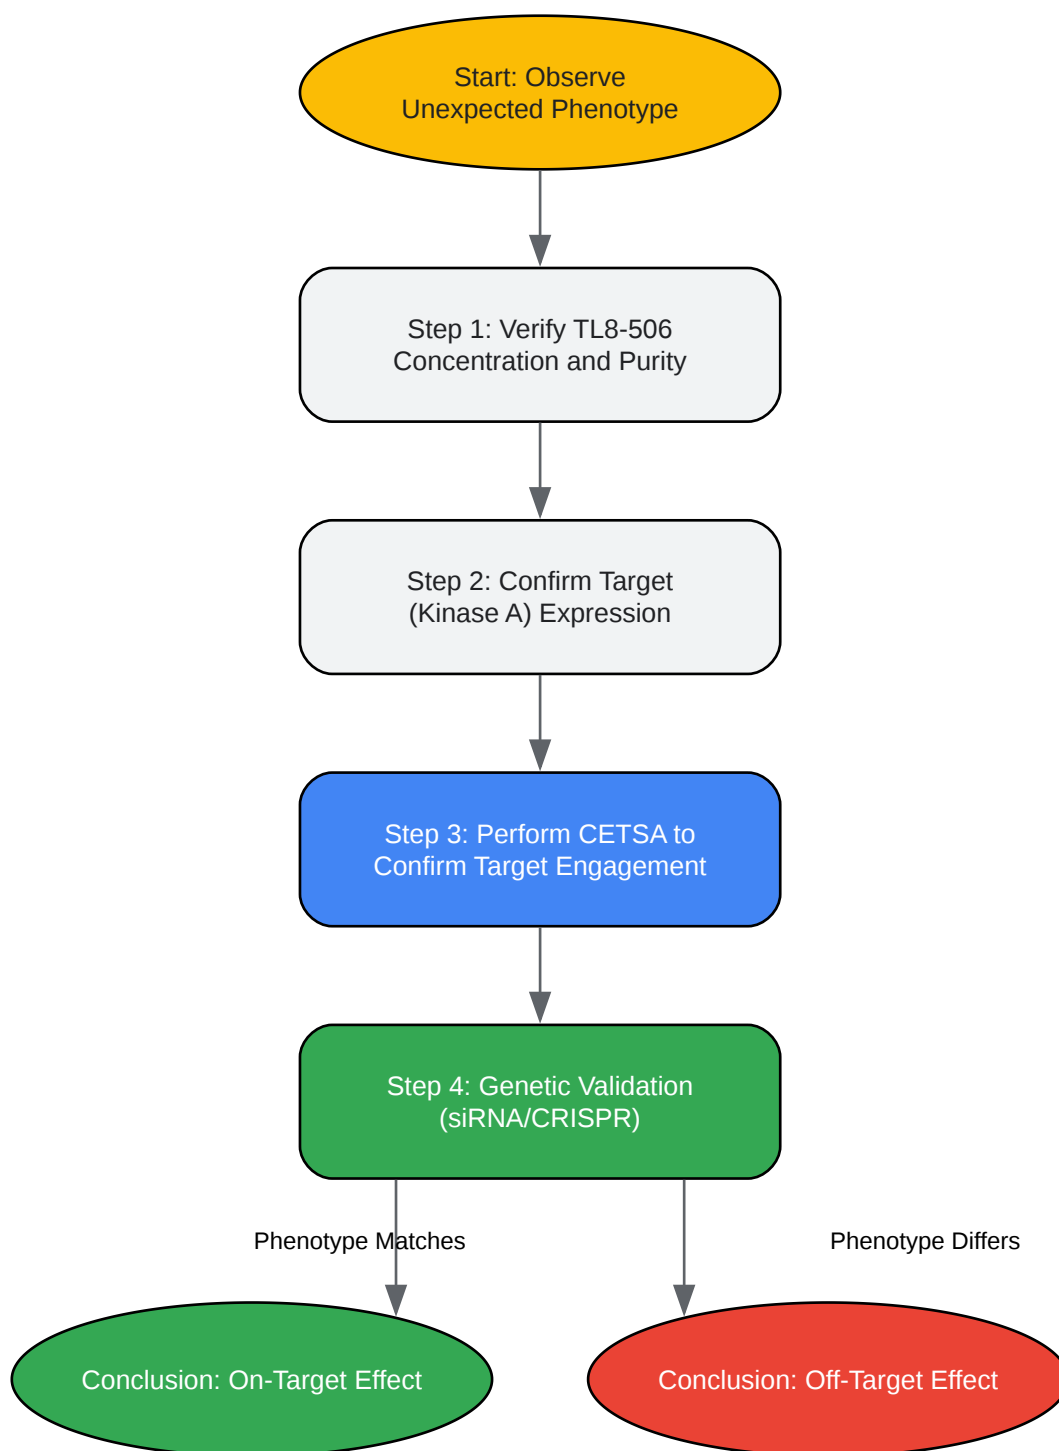 Start: Observe
Unexpected Phenotype
Step 1: Verify TL8-506
Concentration and Purity
Step 2: Confirm Target
(Kinase A) Expression
Step 3: Perform CETSA to
Confirm Target Engagement
Step 4: Genetic Validation
(siRNA/CRISPR)
Phenotype Matches
Phenotype Differs
Conclusion: On-Target Effect
Conclusion: Off-Target Effect